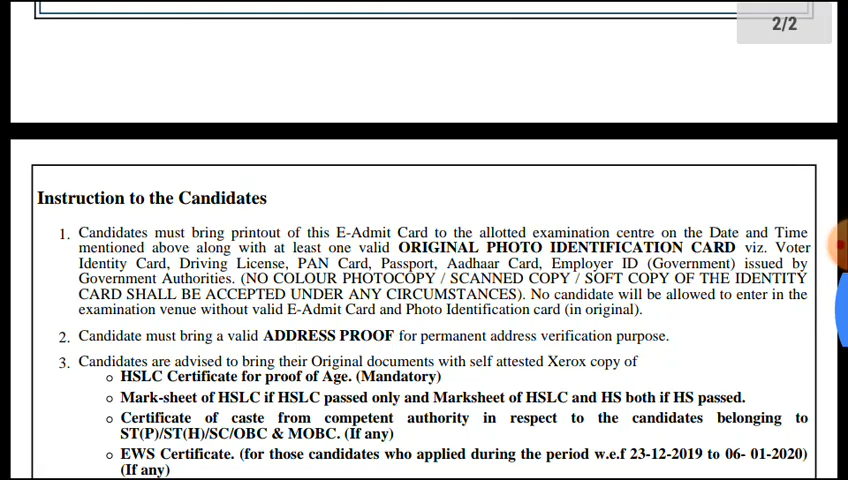 2/2
Instruction to the Candidates
1. Candidates must bring printout of this E-Admit Card to the allotted examination centre on the Date and Time
mentioned above along with at least one valid ORIGINAL PHOTO IDENTIFICATION CARD viz. Voter
Identity Card, Driving License, PAN Card, Passport, Aadhaar Card, Employer ID (Government) issued by
Government Authorities. (NO COLOUR PHOTOCOPY / SCANNED COPY / SOFT COPY OF THE IDENTITY
CARD SHALL BE ACCEPTED UNDER ANY CIRCUMSTANCES). No candidate will be allowed to enter in the
examination venue without valid E-Admit Card and Photo Identification card (in original).
2. Candidate must bring a valid ADDRESS PROOF for permanent address verification purpose.
3. Candidates are advised to bring their Original documents with self attested Xerox copy of
o HSLC Certificate for proof of Age. (Mandatory)
o Mark-sheet of HSLC if HSLC passed only and Marksheet of HSLC and HS both if HS passed.
o Certificate of caste from competent authority in respect to the candidates belonging to
ST(P)/ST(H)/SC/OBC & MOBC. (If any)
o EWS Certificate. (for those candidates who applied during the period w.e.f 23-12-2019 to 06- 01-2020)
(If any)